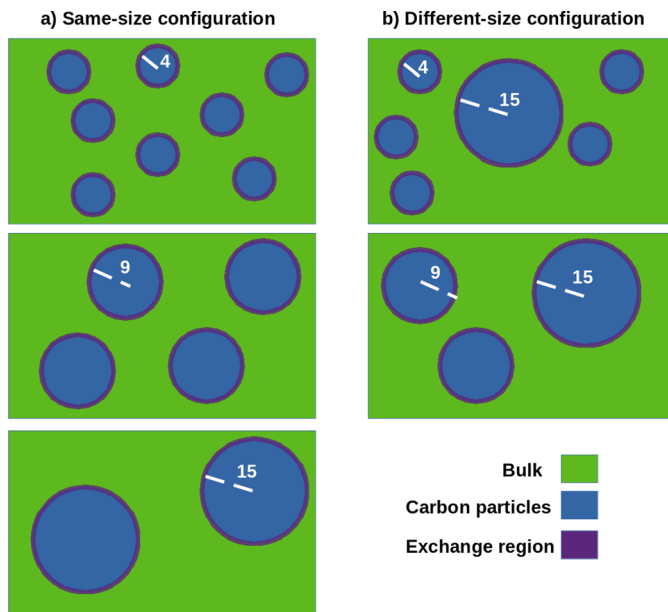 a) Same-size configuration
b) Different-size configuration
4
4
15
9
9
15
15
Bulk
Carbon particles
Exchange region